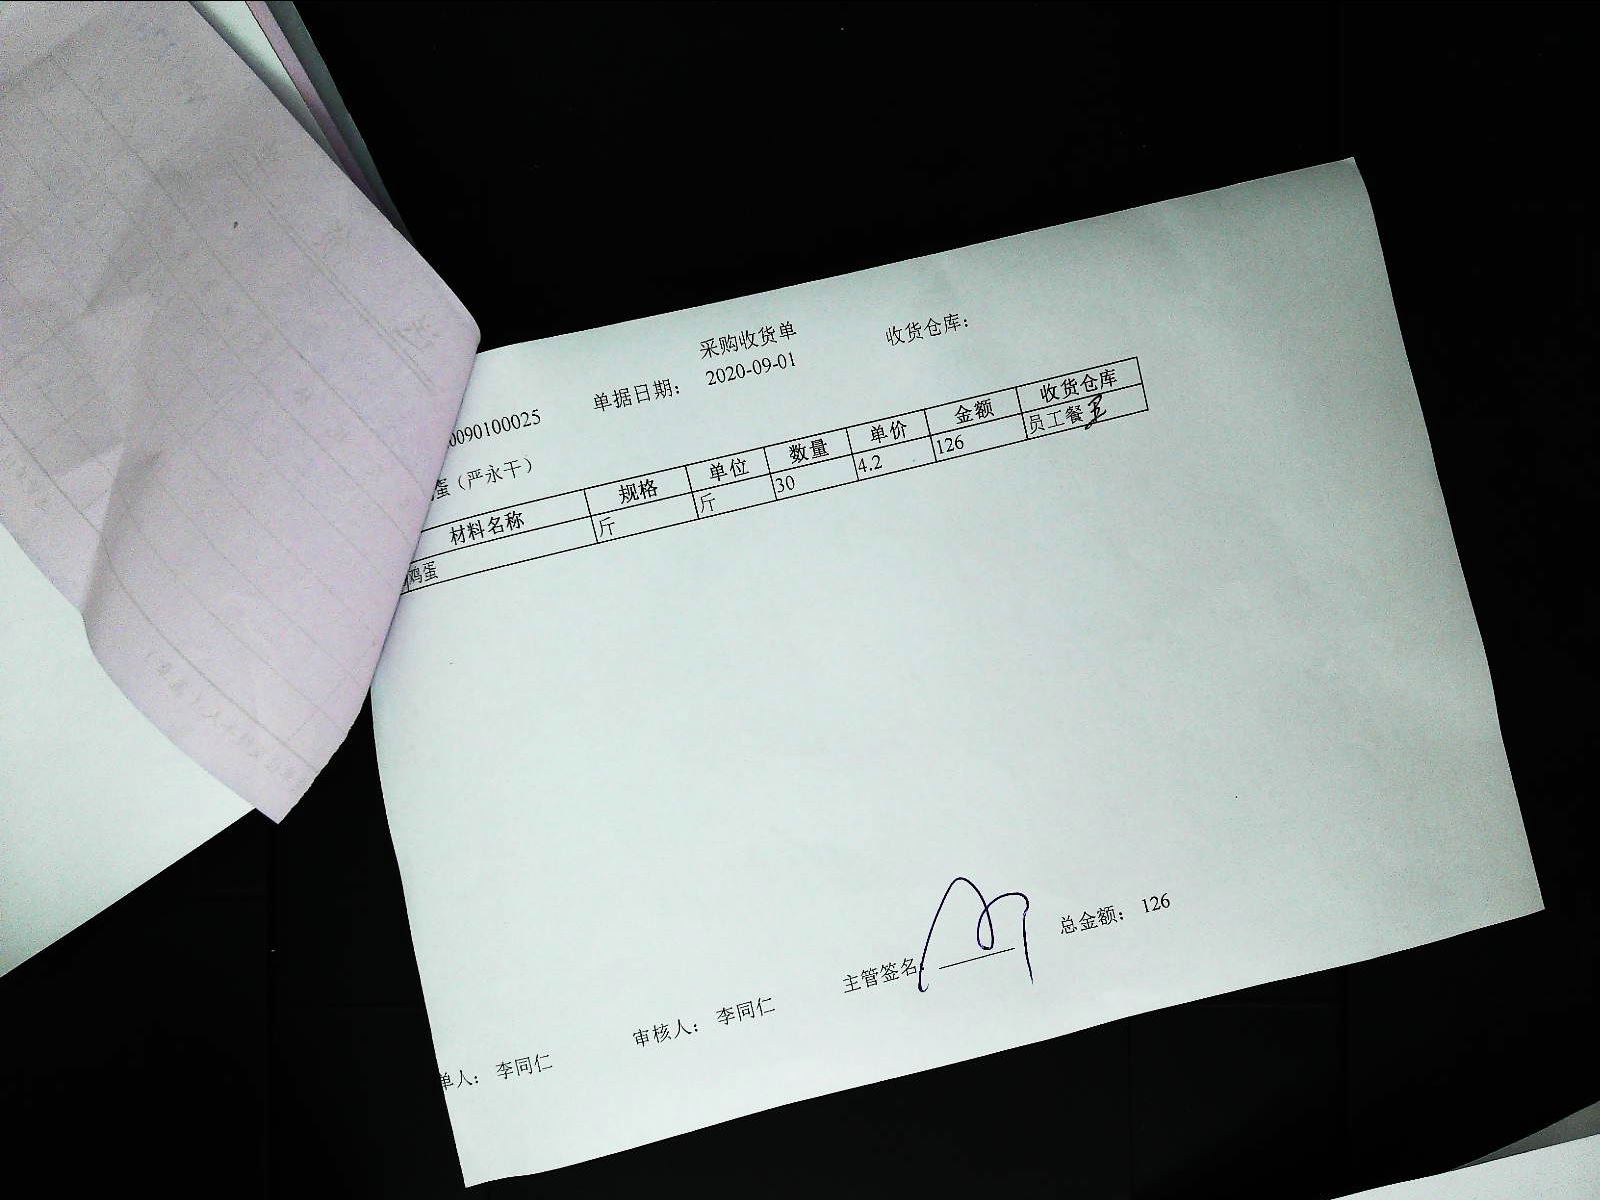 采购收货单
0090100025 单据日期: 2020-09-01 收货仓库:
蛋（严永干）
材料名称 规格 单位 数量 单价 金额 收货仓库
鸡蛋 斤 斤 30 4.2 126 员工餐
单人: 李同仁 审核人: 李同仁 主管签名: 总金额: 126